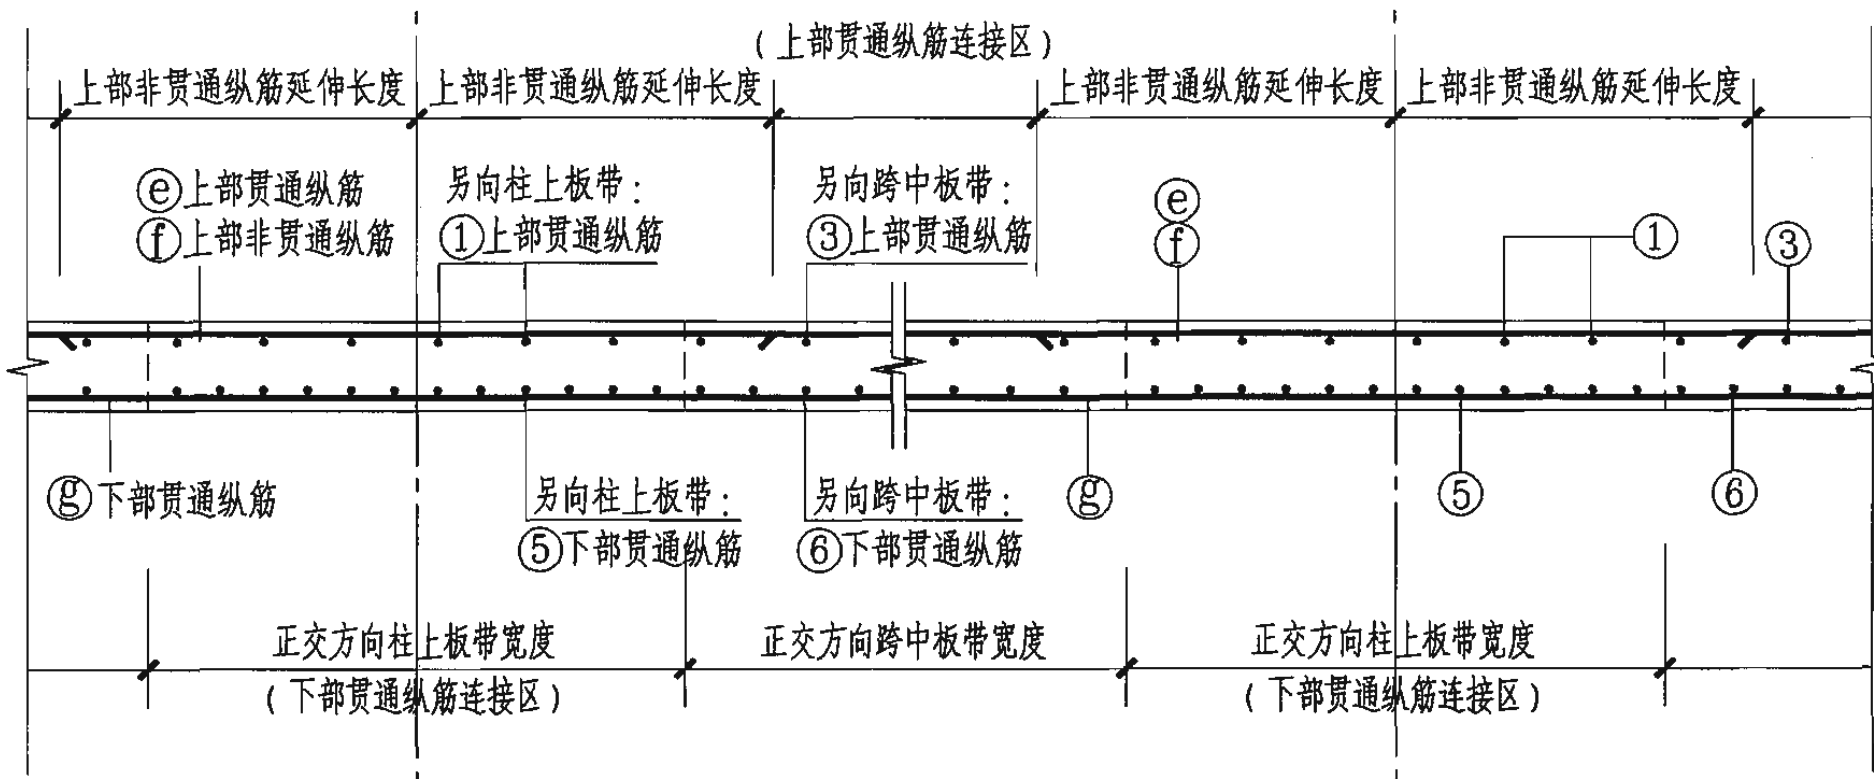 (上部贯通纵筋连接区)
上部非贯通纵筋延伸长度 上部非贯通纵筋延伸长度 上部非贯通纵筋延伸长度 上部非贯通纵筋延伸长度
ⓔ上部贯通纵筋
ⓕ上部非贯通纵筋
另向柱上板带:
①上部贯通纵筋
另向跨中板带:
③上部贯通纵筋
ⓔ
ⓕ
①
③
ⓖ下部贯通纵筋
另向柱上板带:
⑤下部贯通纵筋
另向跨中板带:
⑥下部贯通纵筋
ⓖ
⑤
⑥
正交方向柱上板带宽度
(下部贯通纵筋连接区)
正交方向跨中板带宽度
正交方向柱上板带宽度
(下部贯通纵筋连接区)